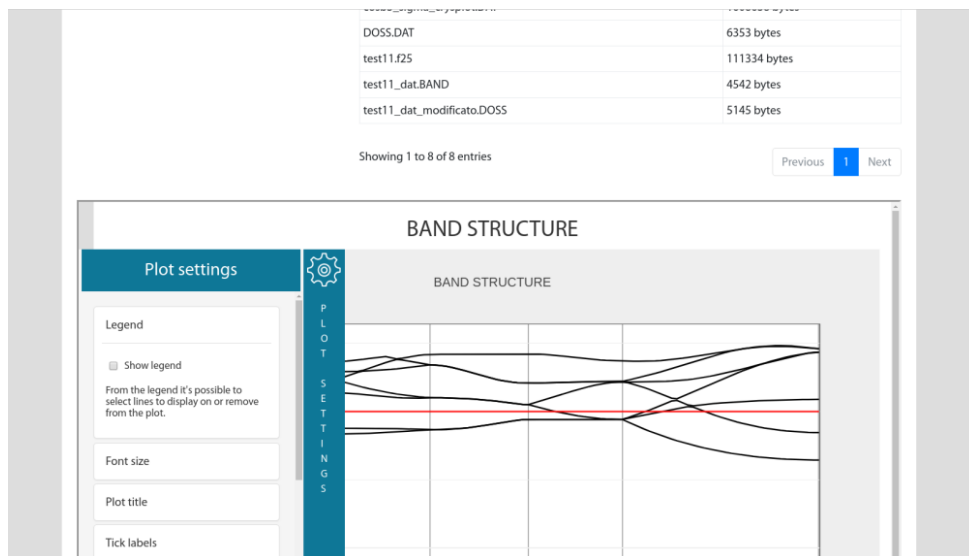 DOSS.DAT 6353 bytes
test11.f25 111334 bytes
test11_dat.BAND 4542 bytes
test11_dat_modificato.DOSS 5145 bytes
Showing 1 to 8 of 8 entries
Previous 1 Next
BAND STRUCTURE
Plot settings
BAND STRUCTURE
PLOT SETTINGS
Legend
Show legend
From the legend it's possible to
select lines to display on or remove
from the plot.
Font size
Plot title
Tick labels